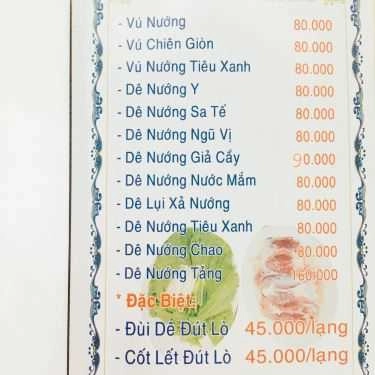 - Vú Nướng 80.000
- Vú Chiên Giòn 80.000
- Vú Nướng Tiêu Xanh 80.000
- Dê Nướng Y 80.000
- Dê Nướng Sa Tế 80.000
- Dê Nướng Ngũ Vị 80.000
- Dê Nướng Giả Cầy 90.000
- Dê Nướng Nước Mắm 80.000
- Dê Lụi Xả Nướng 80.000
- Dê Nướng Tiêu Xanh 80.000
- Dê Nướng Chao 80.000
- Dê Nướng Tảng 160.000
* Đặc Biệt:
- Đùi Dê Đút Lò 45.000/lạng
- Cốt Lết Đút Lò 45.000/lạng